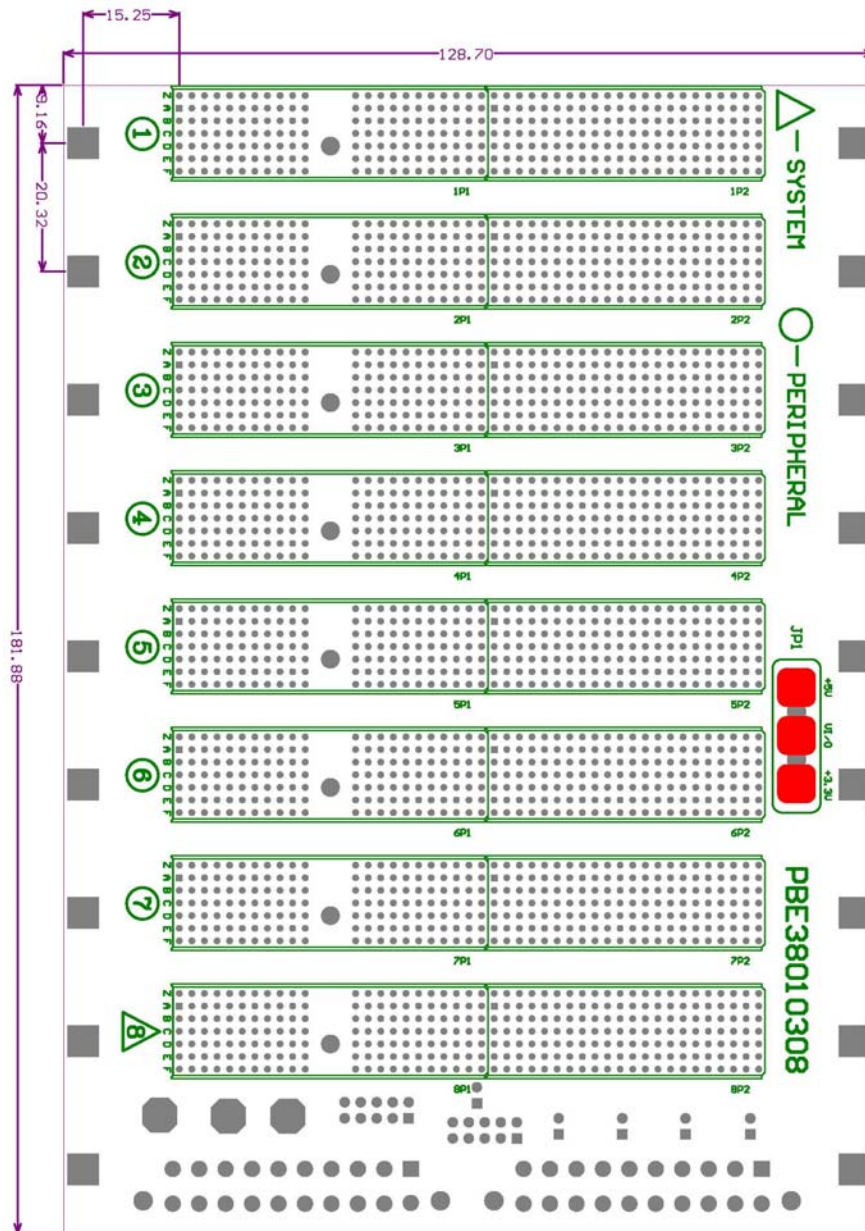 15.25
128.70
9.16
20.32
181.88
Z A B C D E F
1
1P1
1P2
SYSTEM
Z A B C D E F
2
2P1
2P2
PERIPHERAL
Z A B C D E F
3
3P1
3P2
Z A B C D E F
4
4P1
4P2
Z A B C D E F
5
5P1
5P2
JP1
+5V
VI/O
+3.3V
Z A B C D E F
6
6P1
6P2
Z A B C D E F
7
7P1
7P2
PBE38010308
Z A B C D E F
8
8P1
8P2